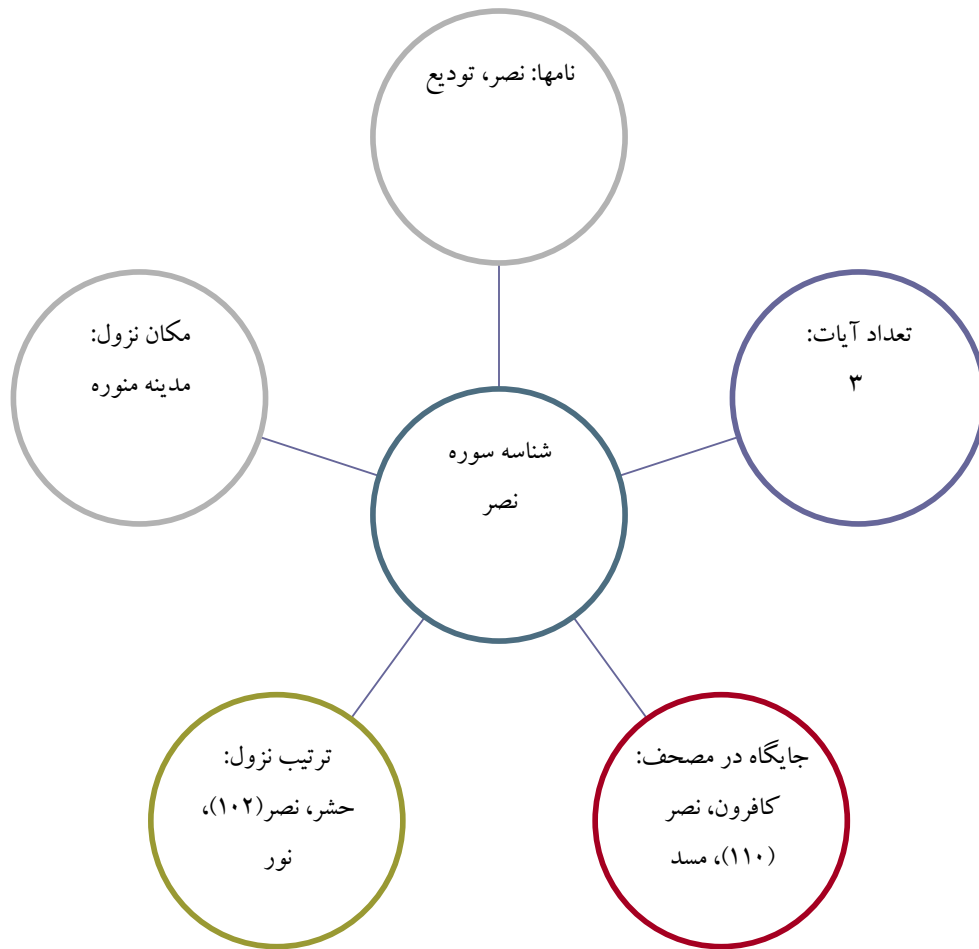 نامها: نصر، تودیع
تعداد آیات:
۳
مکان نزول:
مدینه منوره
شناسه سوره
نصر
جایگاه در مصحف:
کافرون، نصر
(۱۱۰)، مسد
ترتیب نزول:
حشر، نصر(۱۰۲)،
نور